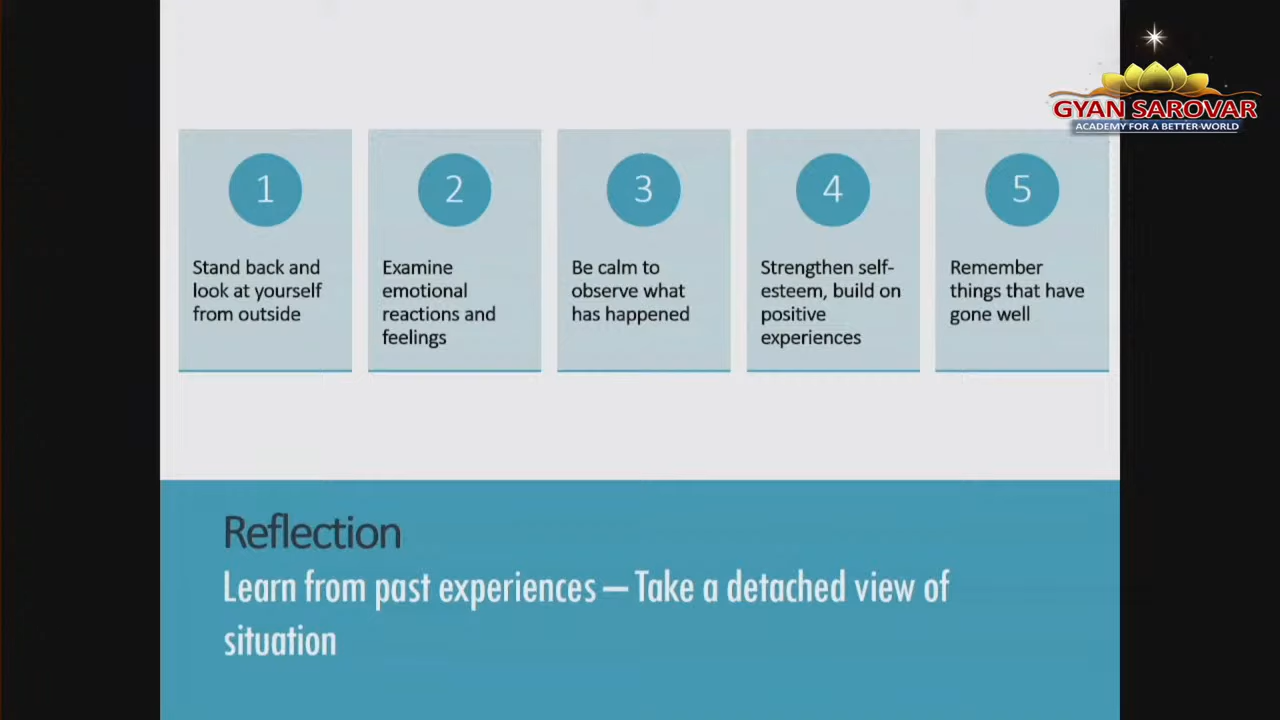 GYAN SAROVAR
ACADEMY FOR A BETTER WORLD
1
Stand back and
look at yourself
from outside
2
Examine
emotional
reactions and
feelings
3
Be calm to
observe what
has happened
4
Strengthen self-
esteem, build on
positive
experiences
5
Remember
things that have
gone well
Reflection
Learn from past experiences – Take a detached view of
situation